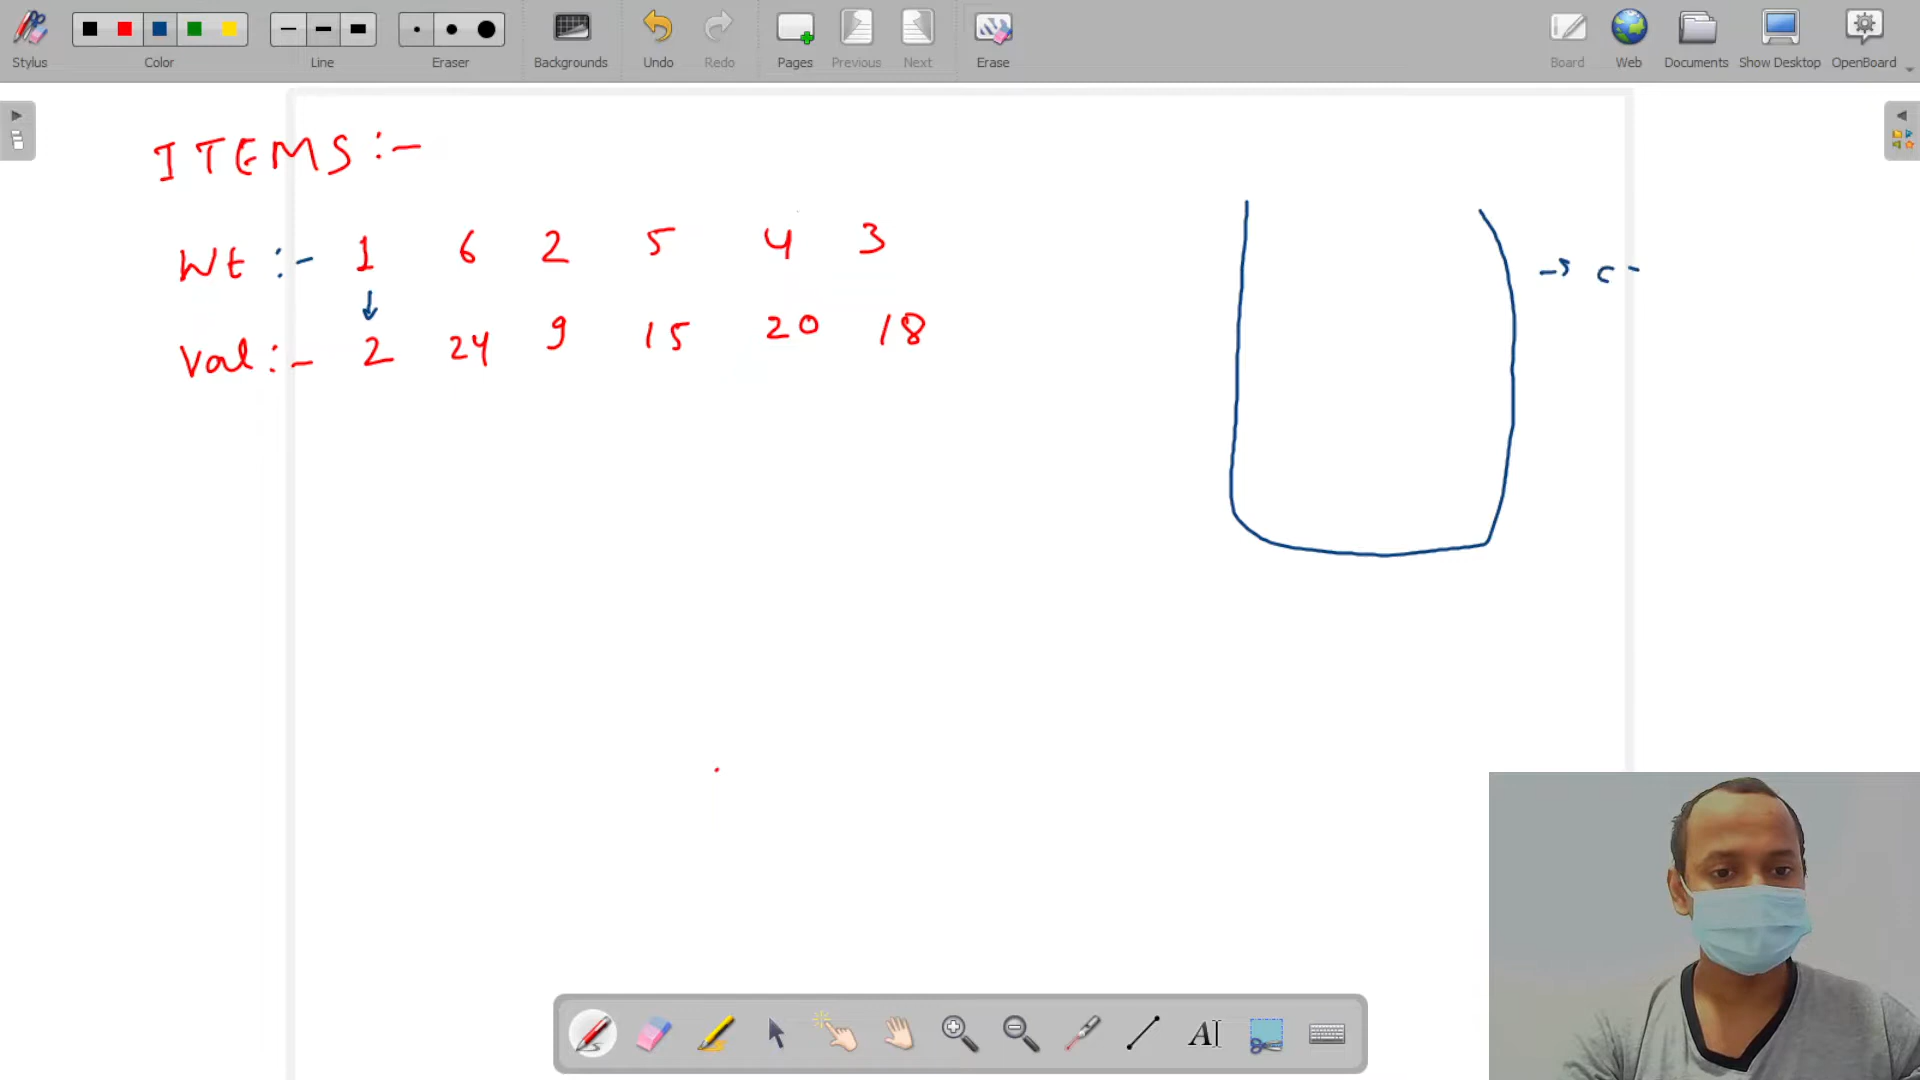 Stylus
Color
Line
Eraser
Backgrounds
Undo
Redo
Pages
Previous
Next
Erase
Board
Web
Documents
Show Desktop
OpenBoard
ITEMS:-
Wt :- 1 6 2 5 4 3
Val:- 2 24 9 15 20 18
→ c -
A